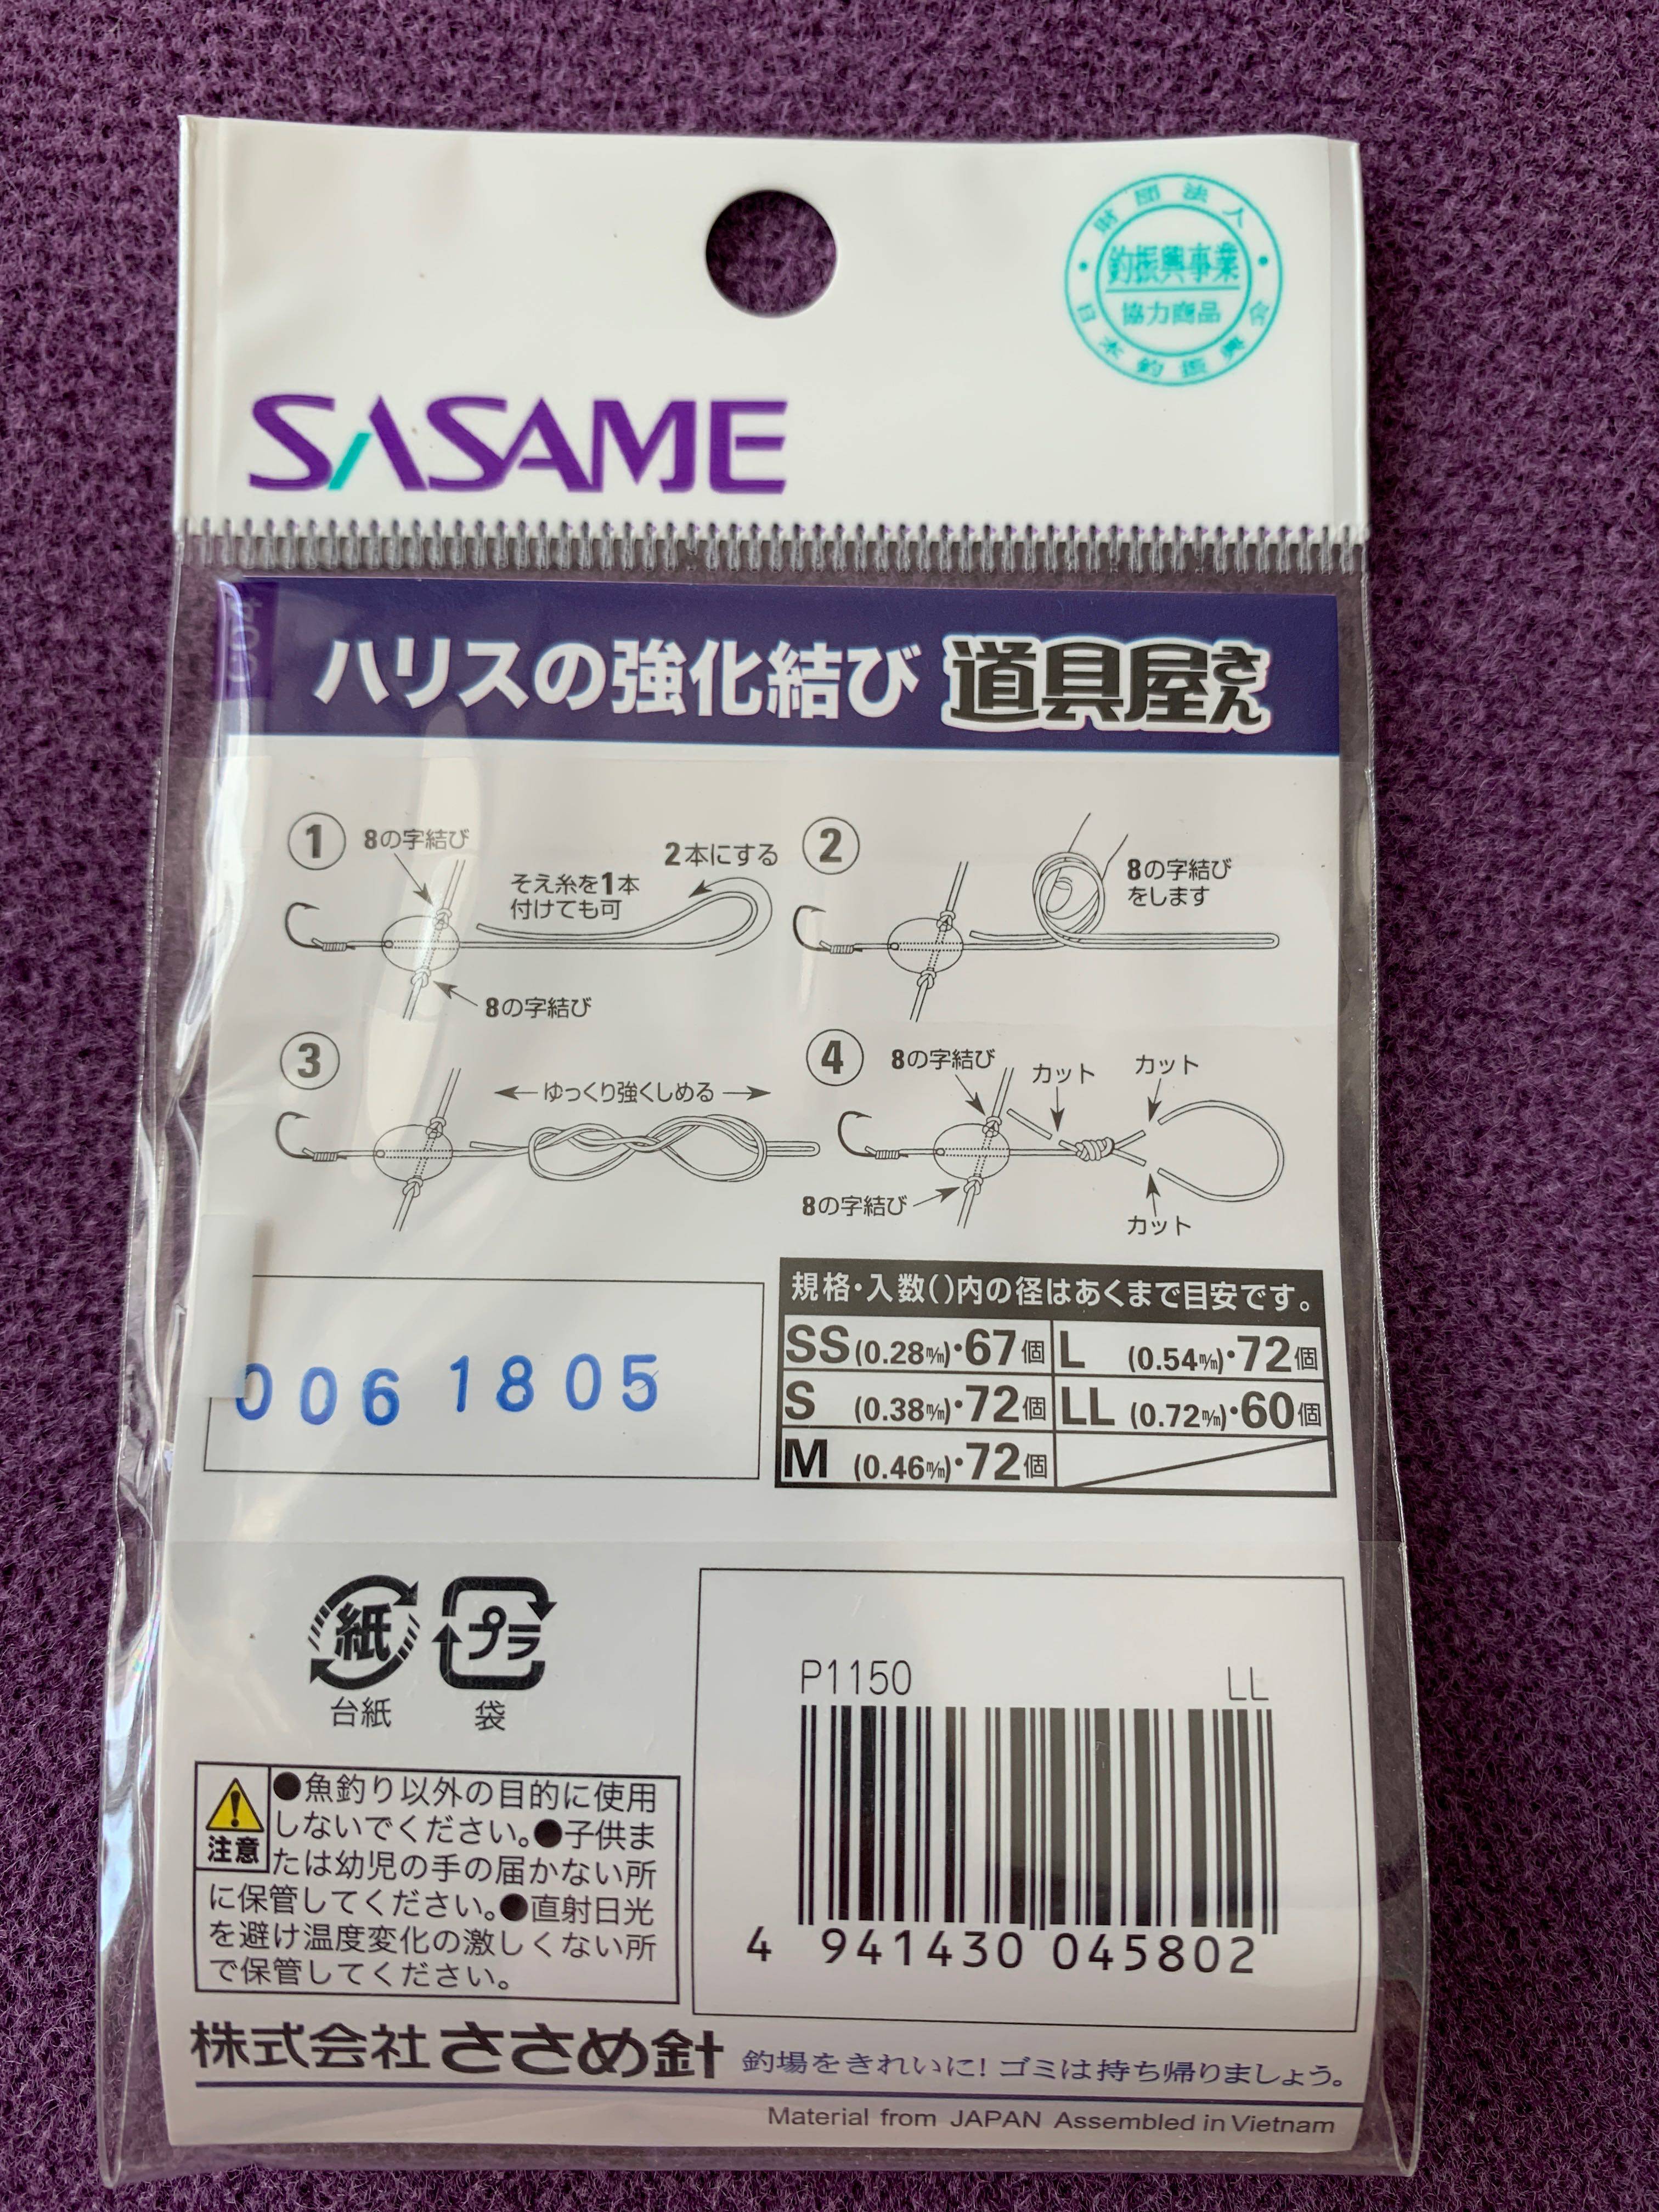 財団法人
釣振興事業
協力商品
日本釣振興会
SASAME
ハリスの強化結び 道具屋さん
1 8の字結び
2本にする
そえ糸を1本
付けても可
8の字結び
2
8の字結び
をします
3
ゆっくり強くしめる
4 8の字結び
カット
カット
8の字結び
カット
規格・入数()内の径はあくまで目安です。
SS(0.28㎜)・67個 L (0.54㎜)・72個
S (0.38㎜)・72個 LL (0.72㎜)・60個
M (0.46㎜)・72個
0061805
紙 プラ
台紙 袋
P1150 LL
4 941430 045802
注意
●魚釣り以外の目的に使用
しないでください。●子供ま
たは幼児の手の届かない所
に保管してください。●直射日光
を避け温度変化の激しくない所
で保管してください。
株式会社ささめ針 釣場をきれいに!ゴミは持ち帰りましょう。
Material from JAPAN Assembled in Vietnam